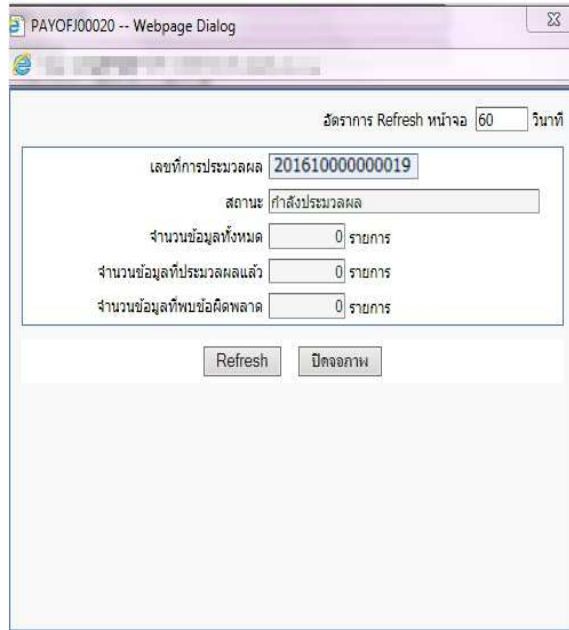 PAYOFJ00020 -- Webpage Dialog
อัตราการ Refresh หน้าจอ 60 วินาที
เลขที่การประมวลผล 201610000000019
สถานะ กำลังประมวลผล
จำนวนข้อมูลทั้งหมด 0 รายการ
จำนวนข้อมูลที่ประมวลผลแล้ว 0 รายการ
จำนวนข้อมูลที่พบข้อผิดพลาด 0 รายการ
Refresh ปิดจอภาพ